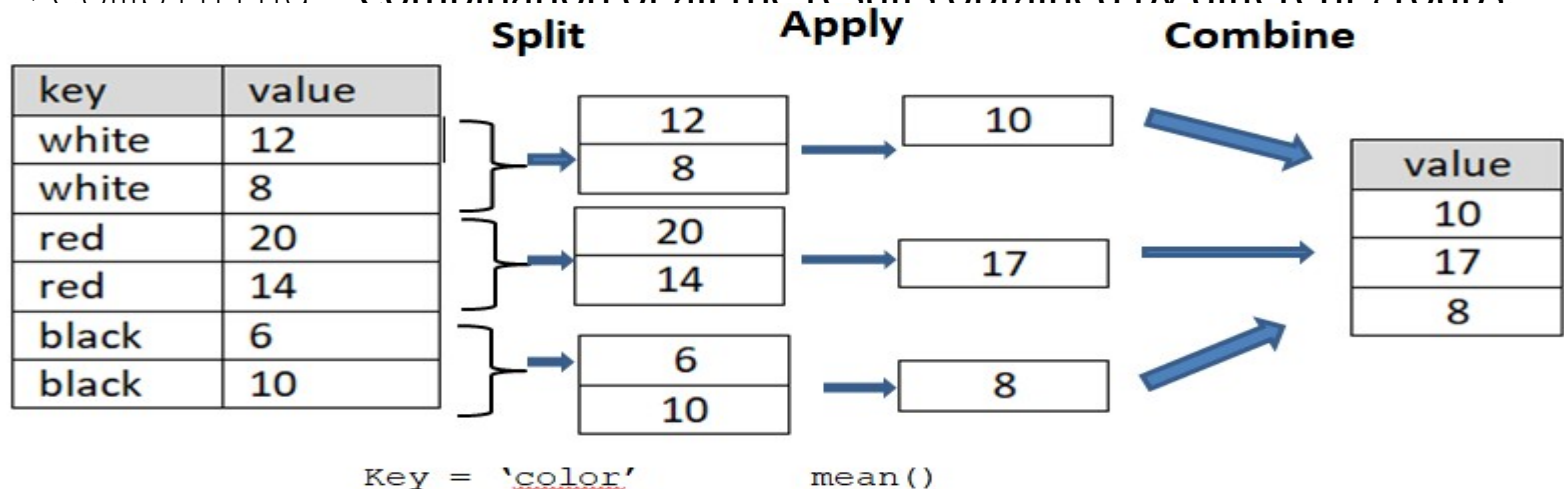 Split Apply Combine
key value
white 12
white 8
red 20
red 14
black 6
black 10
12
8
20
14
6
10
10
17
8
value
10
17
8
Key = ‘color’ mean()